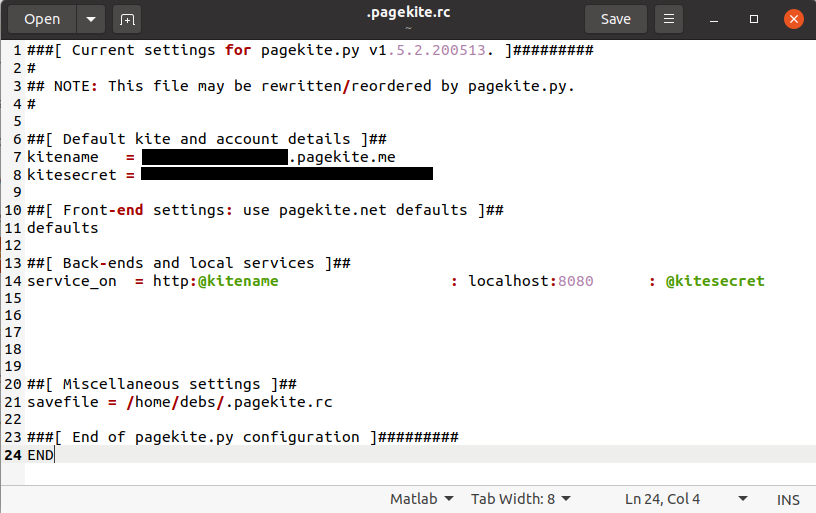 Open
.pagekite.rc
~
Save
1 ###[ Current settings for pagekite.py v1.5.2.200513. ]#########
2 #
3 ## NOTE: This file may be rewritten/reordered by pagekite.py.
4 #
5
6 ##[ Default kite and account details ]##
7 kitename   = .pagekite.me
8 kitesecret =
9
10 ##[ Front-end settings: use pagekite.net defaults ]##
11 defaults
12
13 ##[ Back-ends and local services ]##
14 service_on  = http:@kitename                   : localhost:8080      : @kitesecret
15
16
17
18
19
20 ##[ Miscellaneous settings ]##
21 savefile = /home/debs/.pagekite.rc
22
23 ###[ End of pagekite.py configuration ]#########
24 END
Matlab Tab Width: 8 Ln 24, Col 4 INS